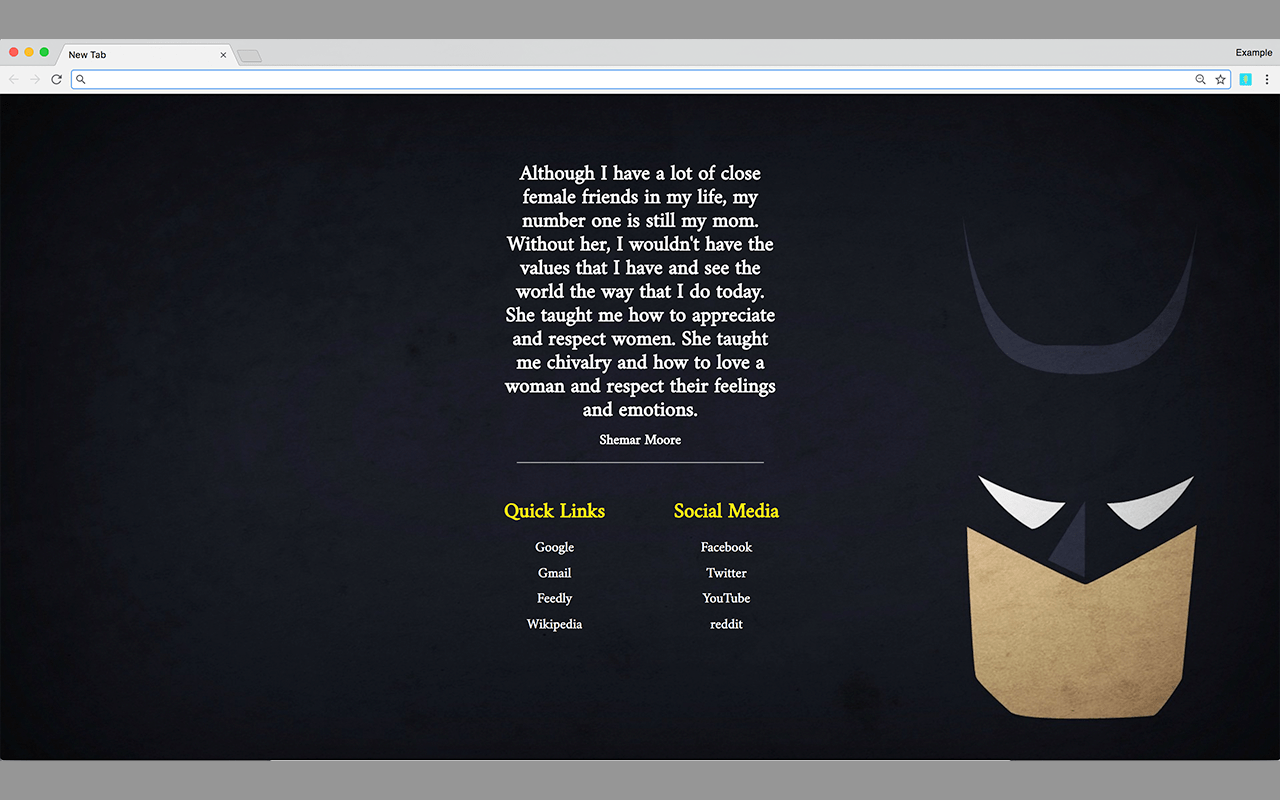 New Tab
Example
Although I have a lot of close
female friends in my life, my
number one is still my mom.
Without her, I wouldn't have the
values that I have and see the
world the way that I do today.
She taught me how to appreciate
and respect women. She taught
me chivalry and how to love a
woman and respect their feelings
and emotions.
Shemar Moore
Quick Links
Google
Gmail
Feedly
Wikipedia
Social Media
Facebook
Twitter
YouTube
reddit